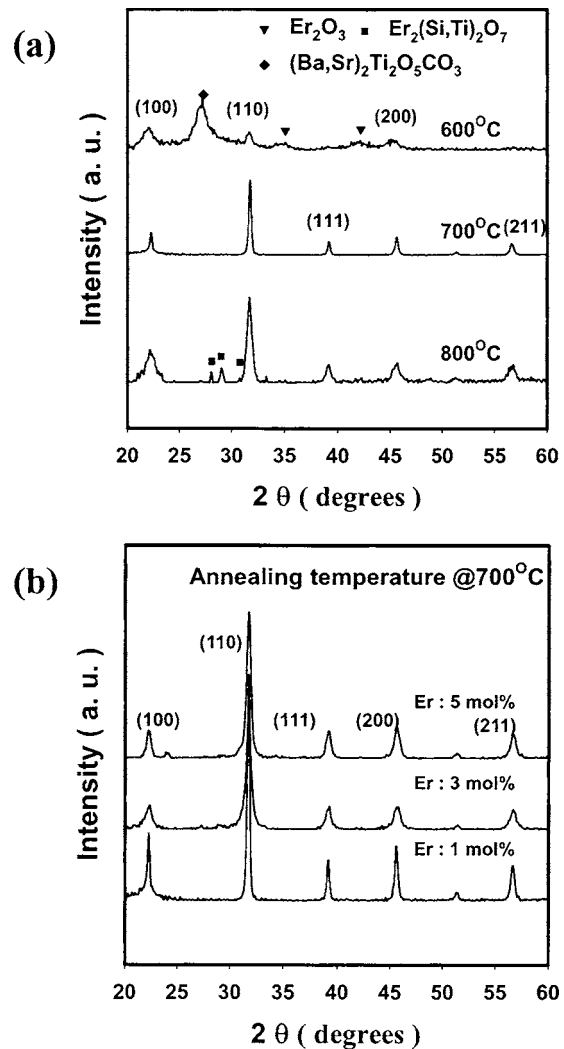 (a)
▼ Er₂O₃ ■ Er₂(Si,Ti)₂O₇
◆ (Ba,Sr)₂Ti₂O₅CO₃
(100) (110) (200)
600°C
(111) 700°C (211)
800°C
Intensity ( a. u. )
20 25 30 35 40 45 50 55 60
2 θ ( degrees )
(b)
Annealing temperature @700°C
(110)
Er : 5 mol%
(100) (111) (200) (211)
Er : 3 mol%
Er : 1 mol%
Intensity ( a. u. )
20 25 30 35 40 45 50 55 60
2 θ ( degrees )